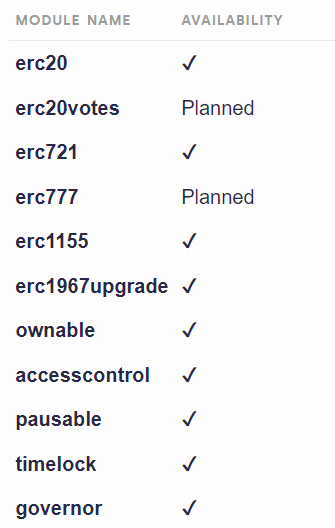 MODULE NAME AVAILABILITY
erc20 ✓
erc20votes Planned
erc721 ✓
erc777 Planned
erc1155 ✓
erc1967upgrade ✓
ownable ✓
accesscontrol ✓
pausable ✓
timelock ✓
governor ✓